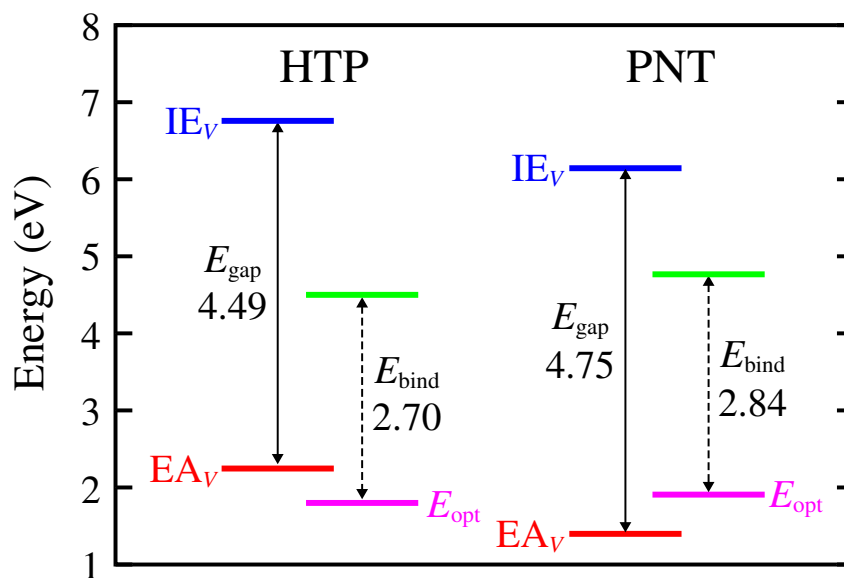 8
7
6
5
4
3
2
1
Energy (eV)
HTP
PNT
IE_V
E_gap
4.49
E_bind
2.70
EA_V
E_opt
IE_V
E_gap
4.75
E_bind
2.84
EA_V
E_opt